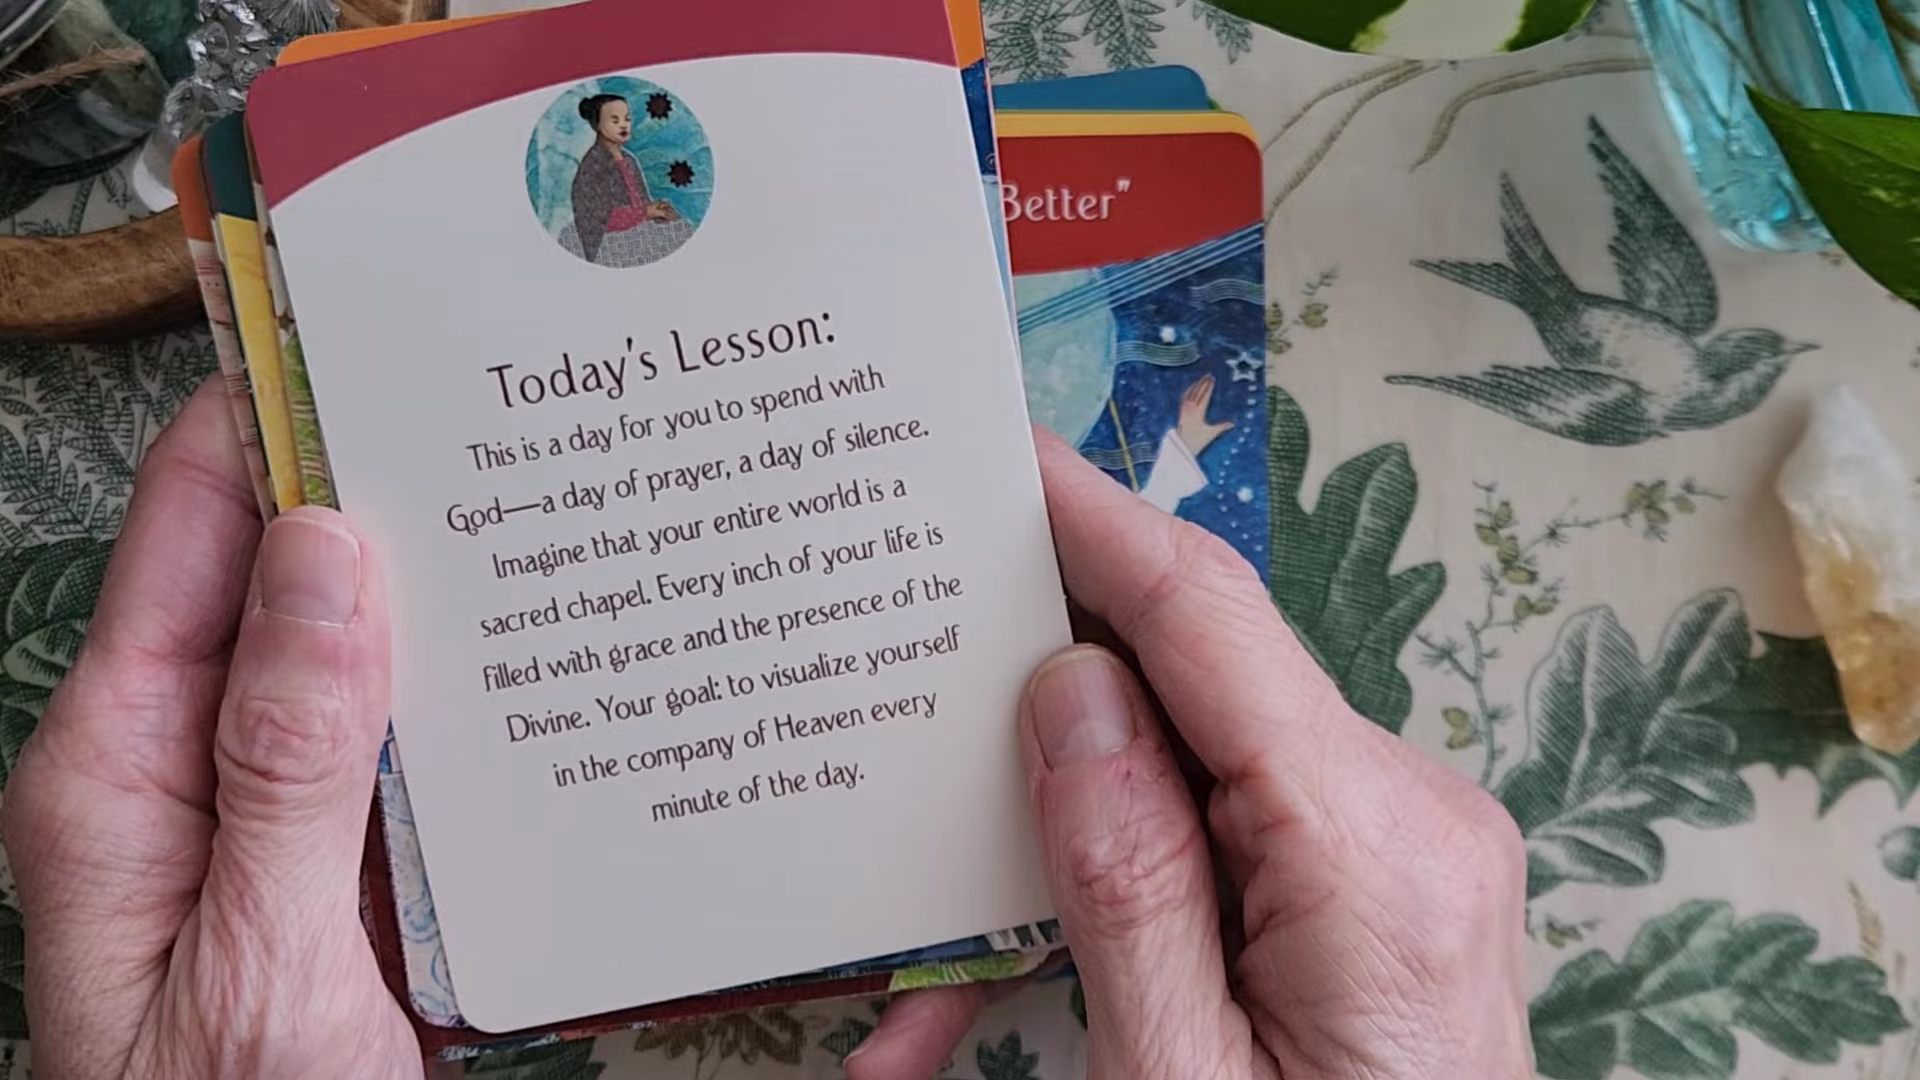 Today's Lesson:
This is a day for you to spend with
God—a day of prayer, a day of silence.
Imagine that your entire world is a
sacred chapel. Every inch of your life is
filled with grace and the presence of the
Divine. Your goal: to visualize yourself
in the company of Heaven every
minute of the day.
Better"